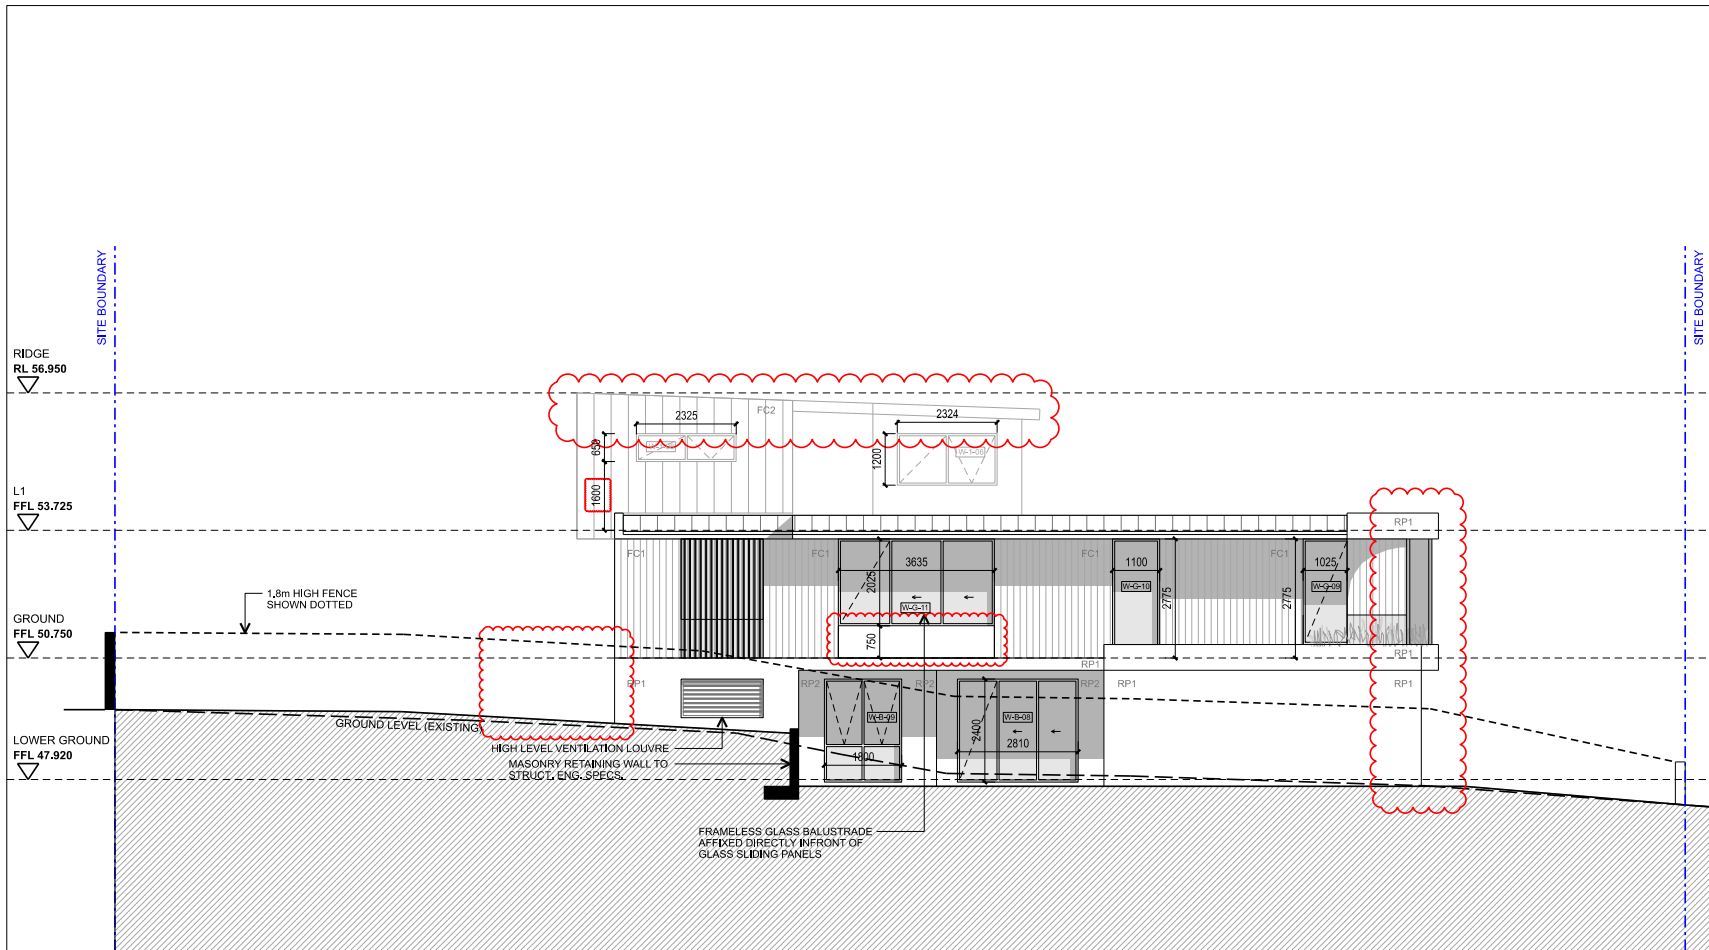 SITE BOUNDARY
SITE BOUNDARY
RIDGE
RL 56.950
FC2
2325
2324
650
1200
W-1-06
L1
FFL 53.725
1600
RP1
FC1
FC1
FC1
FC1
3635
1100
1025
2025
W-G-11
W-G-10
W-G-09
2775
2775
1.8m HIGH FENCE
SHOWN DOTTED
GROUND
FFL 50.750
750
RP1
RP1
RP1
RP2
RP2
RP2
RP1
RP1
GROUND LEVEL (EXISTING)
W-B-09
W-B-08
2400
2810
1800
LOWER GROUND
FFL 47.920
HIGH LEVEL VENTILATION LOUVRE
MASONRY RETAINING WALL TO
STRUCT. ENG. SPECS.
FRAMELESS GLASS BALUSTRADE
AFFIXED DIRECTLY INFRONT OF
GLASS SLIDING PANELS